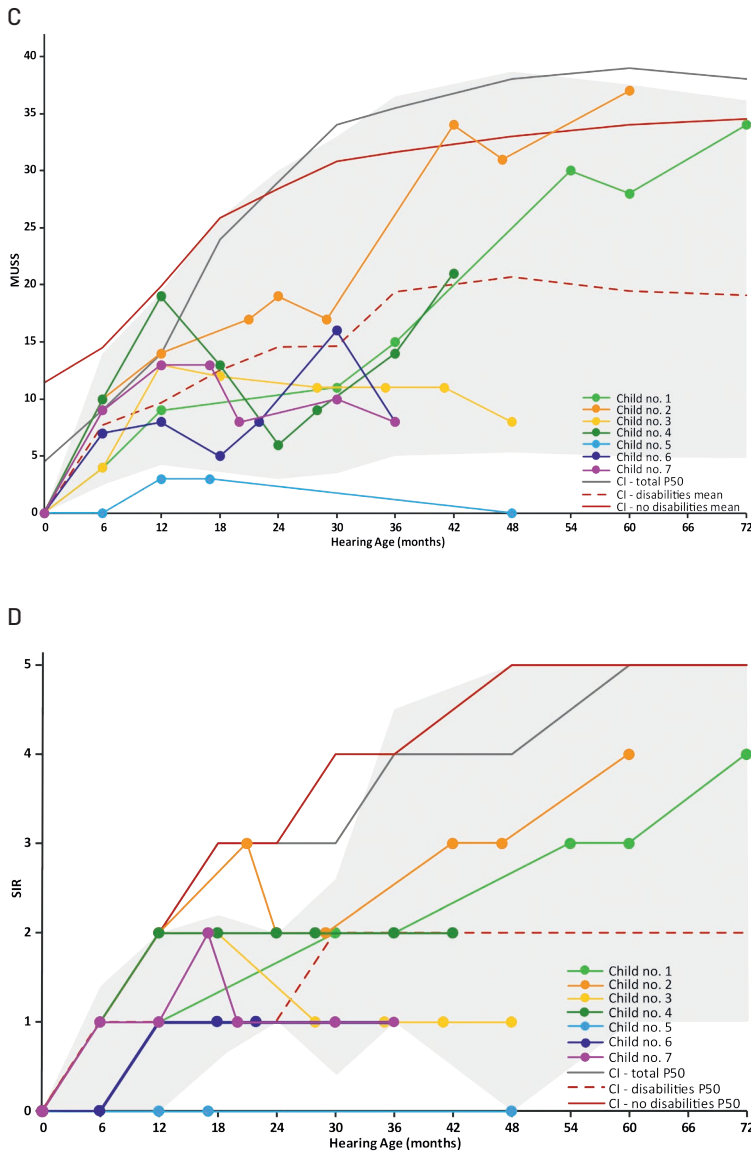 C
MUSS
40
35
30
25
20
15
10
5
0
Child no. 1
Child no. 2
Child no. 3
Child no. 4
Child no. 5
Child no. 6
Child no. 7
CI - total P50
CI - disabilities mean
CI - no disabilities mean
0 6 12 18 24 30 36 42 48 54 60 66 72
Hearing Age (months)
D
SIR
5
4
3
2
1
0
Child no. 1
Child no. 2
Child no. 3
Child no. 4
Child no. 5
Child no. 6
Child no. 7
CI - total P50
CI - disabilities P50
CI - no disabilities P50
0 6 12 18 24 30 36 42 48 54 60 66 72
Hearing Age (months)